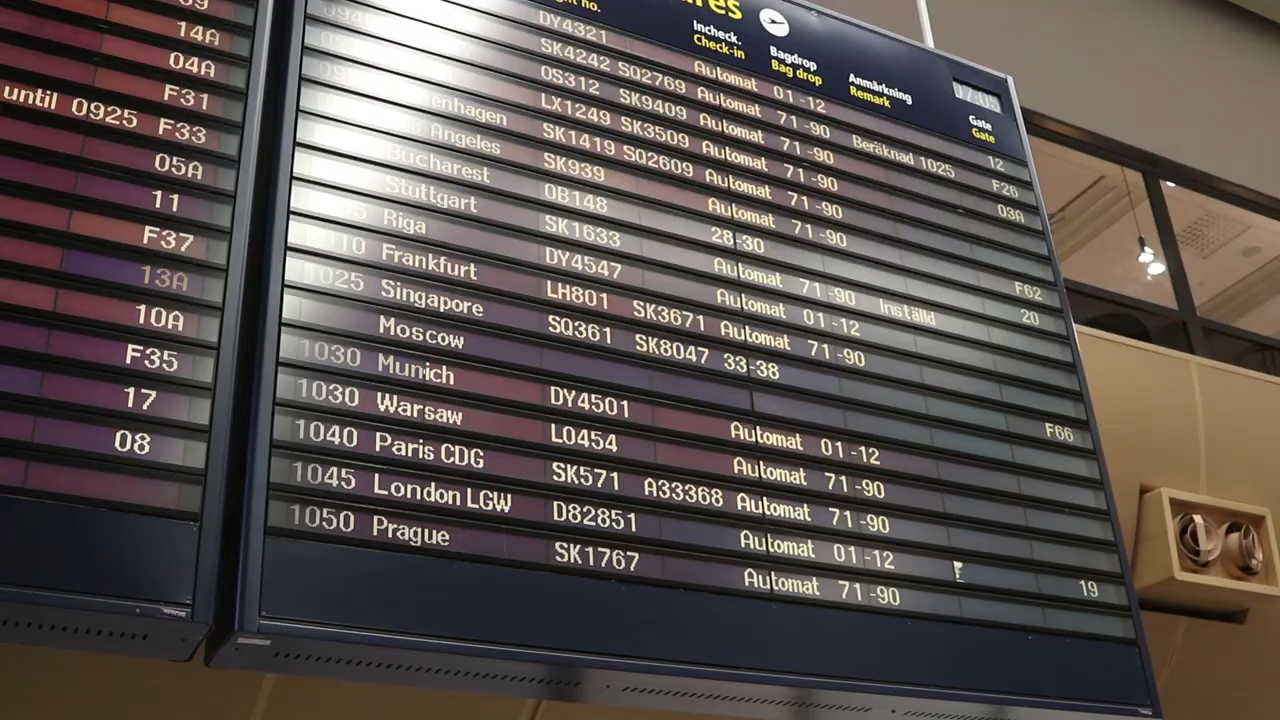 09
14A
04A
F31
until 0925 F33
05A
11
F37
13A
10A
F35
17
08
Incheck. Bagdrop Anmärkning
Check-in Bag drop Remark
Gate
Gate
DY4321 Automat 01-12 12
SK4242 SQ2769 Automat 71-90 Beräknad 1025
OS312 SK9409 Automat 71-90 F26
LX1249 SK3509 Automat 71-90 03A
enhagen SK1419 SQ2609 Automat 71-90
Angeles SK939 Automat 71-90 F62
Bucharest 0B148 28-30 20
Stuttgart SK1633 Automat 71-90 Inställd
Riga DY4547 Automat 01-12
Frankfurt LH801 SK3671 Automat 71-90
1025 Singapore SQ361 SK8047 33-38 F66
Moscow
1030 Munich DY4501 Automat 01-12
1030 Warsaw LO454 Automat 71-90
1040 Paris CDG SK571 A33368 Automat 71-90
1045 London LGW D82851 Automat 01-12 19
1050 Prague SK1767 Automat 71-90